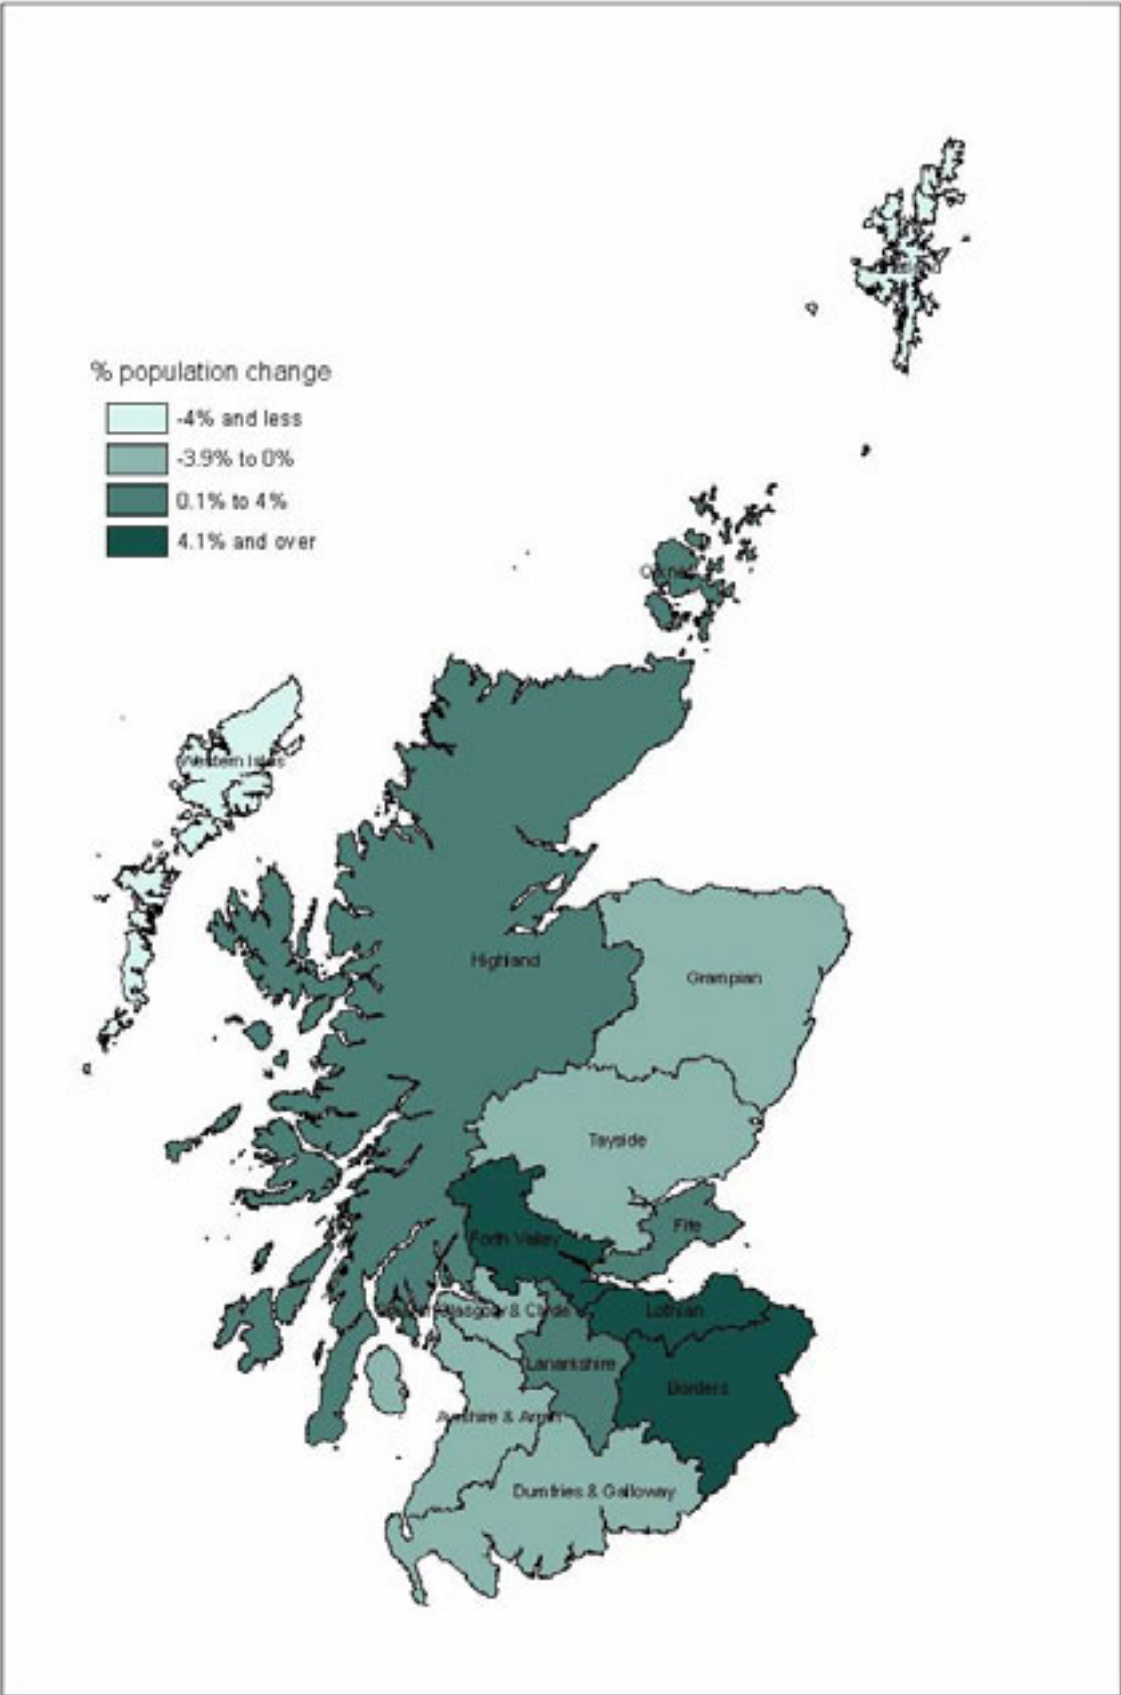 % population change
-4% and less
-3.9% to 0%
0.1% to 4%
4.1% and over
Western Isles
Highland
Grampian
Tayside
Fife
Forth Valley
Glasgow & Clyde
Lothian
Lanarkshire
Borders
Ayrshire & Arran
Dumfries & Galloway